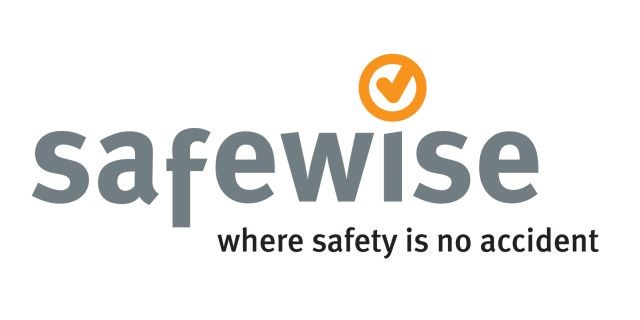 safewise
where safety is no accident